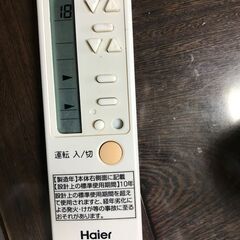 18
運転 入/切
【製造年】本体右側面に記載
【設計上の標準使用期間】10年
設計上の標準使用期間を超え
て使用されますと、経年劣化に
よる発火・けが等の事故に至る
おそれがあります
Haier